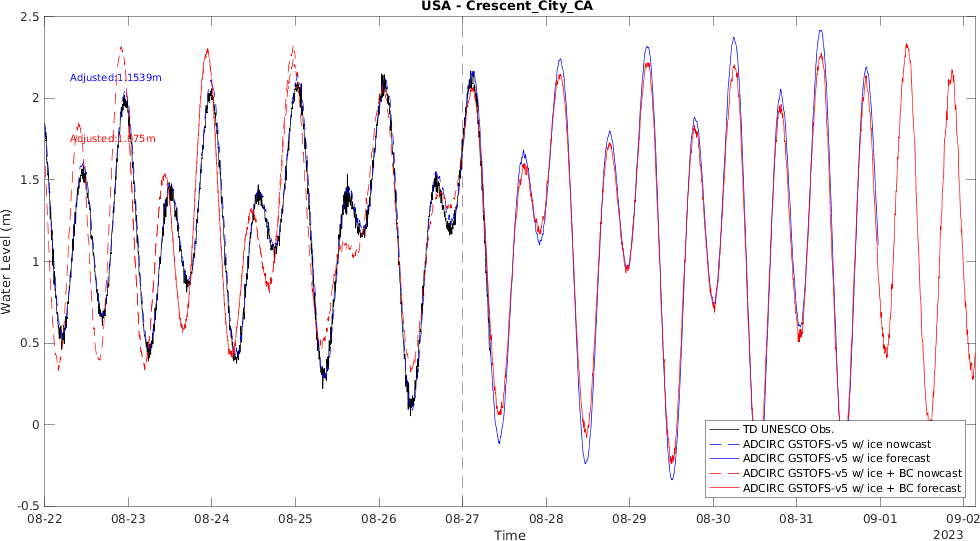 USA - Crescent_City_CA
2.5
2
1.5
1
0.5
0
-0.5
Water Level (m)
Adjusted:1.1539m
TD UNESCO Obs.
ADCIRC GSTOFS-v5 w/ ice nowcast
ADCIRC GSTOFS-v5 w/ ice forecast
ADCIRC GSTOFS-v5 w/ ice + BC nowcast
ADCIRC GSTOFS-v5 w/ ice + BC forecast
08-22 08-23 08-24 08-25 08-26 08-27 08-28 08-29 08-30 08-31 09-01 09-02
Time
2023